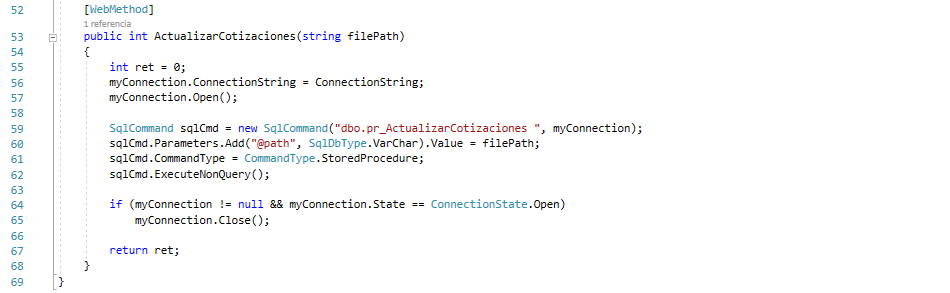 52 [WebMethod]
1 referencia
53 public int ActualizarCotizaciones(string filePath)
54 {
55 int ret = 0;
56 myConnection.ConnectionString = ConnectionString;
57 myConnection.Open();
58
59 SqlCommand sqlCmd = new SqlCommand("dbo.pr_ActualizarCotizaciones ", myConnection);
60 sqlCmd.Parameters.Add("@path", SqlDbType.VarChar).Value = filePath;
61 sqlCmd.CommandType = CommandType.StoredProcedure;
62 sqlCmd.ExecuteNonQuery();
63
64 if (myConnection != null && myConnection.State == ConnectionState.Open)
65 myConnection.Close();
66
67 return ret;
68 }
69 }